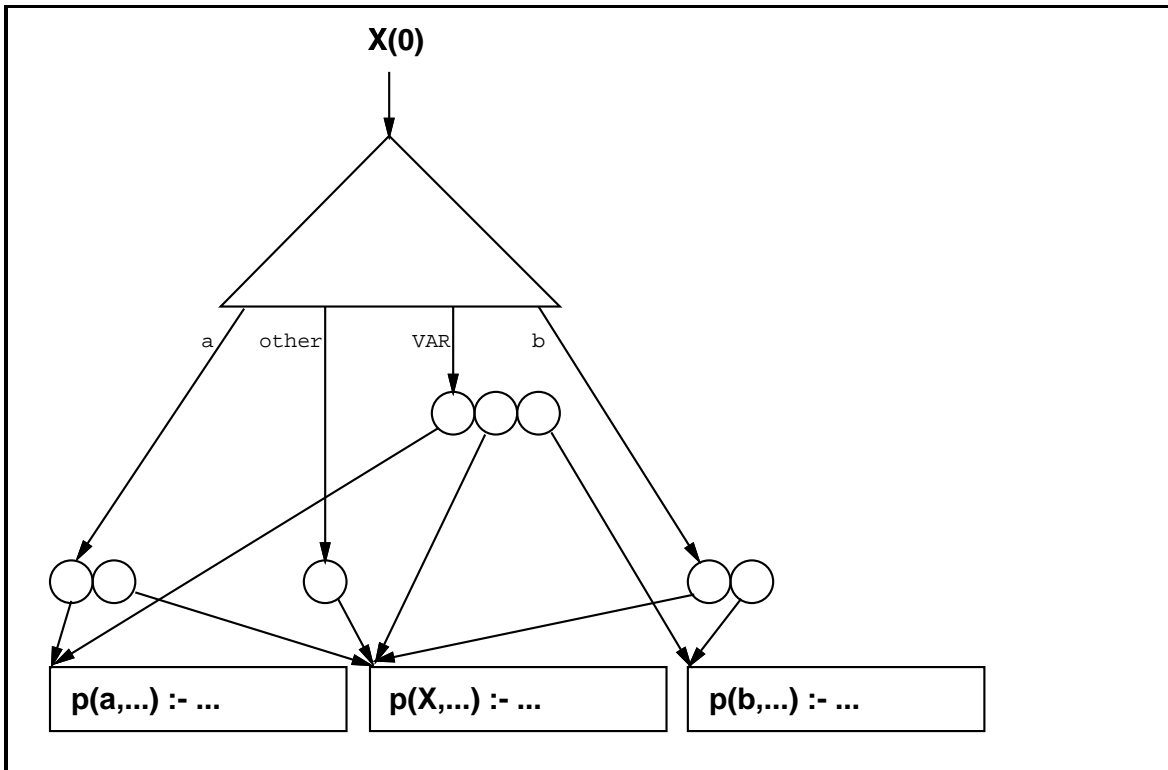 X(0)
a other VAR b
p(a,...) :- ... p(X,...) :- ... p(b,...) :- ...